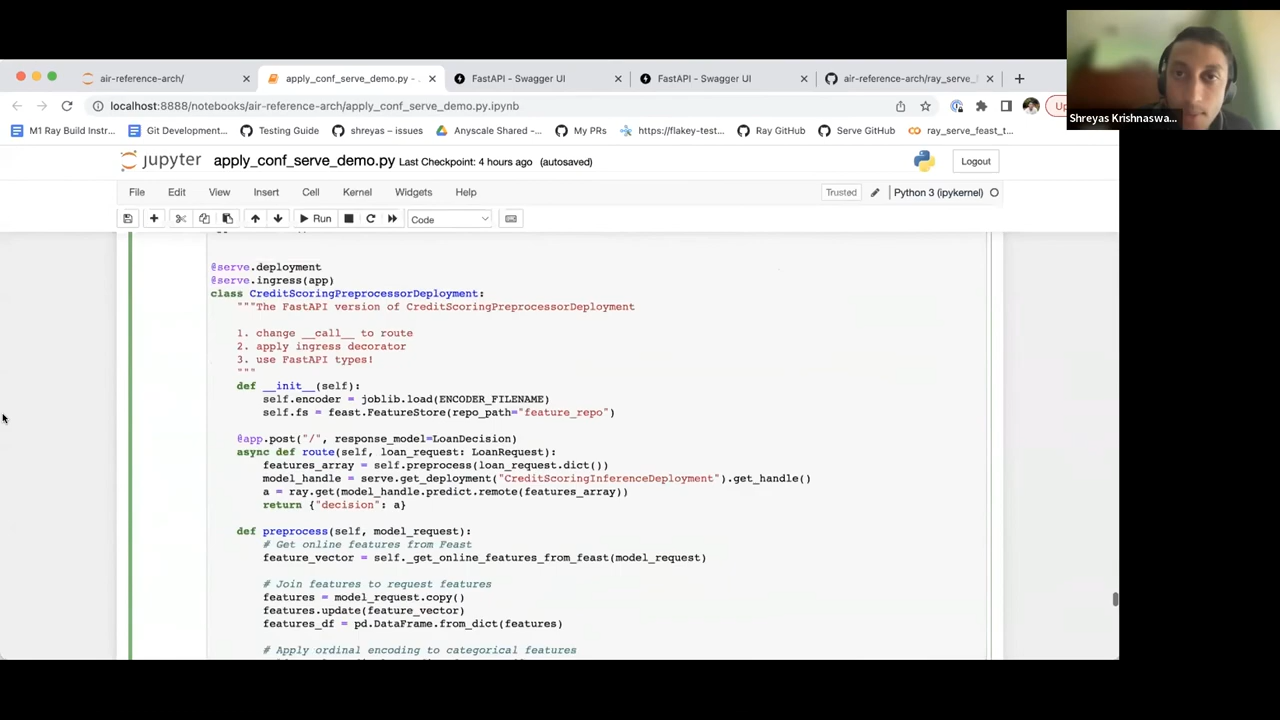 air-reference-arch/
apply_conf_serve_demo.py -
FastAPI - Swagger UI
FastAPI - Swagger UI
air-reference-arch/ray_serve_
localhost:8888/notebooks/air-reference-arch/apply_conf_serve_demo.py.ipynb
M1 Ray Build Instr...
Git Development...
Testing Guide
shreyas – issues
Anyscale Shared -...
My PRs
https://flakey-test...
Ray GitHub
Serve GitHub
ray_serve_feast_t...
Shreyas Krishnaswa...
jupyter apply_conf_serve_demo.py Last Checkpoint: 4 hours ago (autosaved)
Logout
File Edit View Insert Cell Kernel Widgets Help
Trusted
Python 3 (ipykernel)
Run
Code
@serve.deployment
@serve.ingress(app)
class CreditScoringPreprocessorDeployment:
"""The FastAPI version of CreditScoringPreprocessorDeployment
1. change __call__ to route
2. apply ingress decorator
3. use FastAPI types!
"""
def __init__(self):
self.encoder = joblib.load(ENCODER_FILENAME)
self.fs = feast.FeatureStore(repo_path="feature_repo")
@app.post("/", response_model=LoanDecision)
async def route(self, loan_request: LoanRequest):
features_array = self.preprocess(loan_request.dict())
model_handle = serve.get_deployment("CreditScoringInferenceDeployment").get_handle()
a = ray.get(model_handle.predict.remote(features_array))
return {"decision": a}
def preprocess(self, model_request):
# Get online features from Feast
feature_vector = self._get_online_features_from_feast(model_request)
# Join features to request features
features = model_request.copy()
features.update(feature_vector)
features_df = pd.DataFrame.from_dict(features)
# Apply ordinal encoding to categorical features